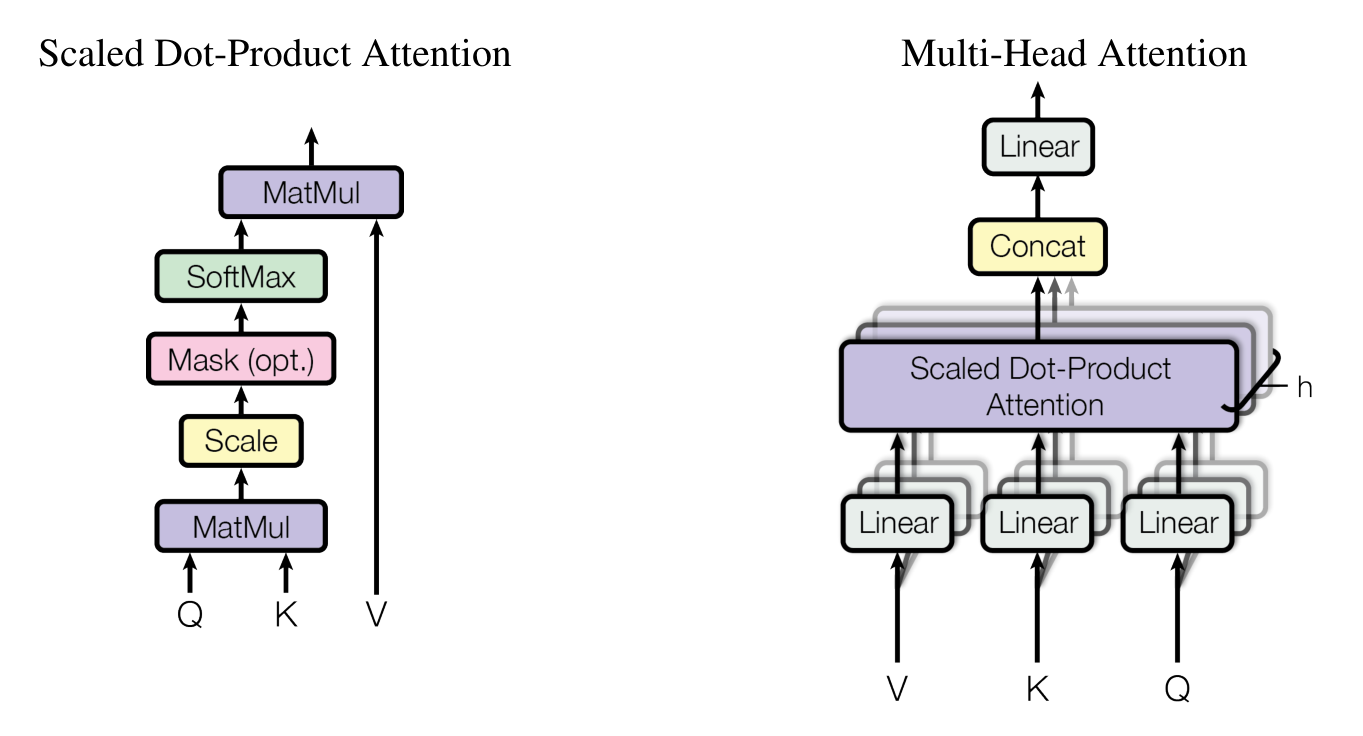 Scaled Dot-Product Attention
MatMul
SoftMax
Mask (opt.)
Scale
MatMul
Q K V
Multi-Head Attention
Linear
Concat
Scaled Dot-Product
Attention
h
Linear Linear Linear
V K Q